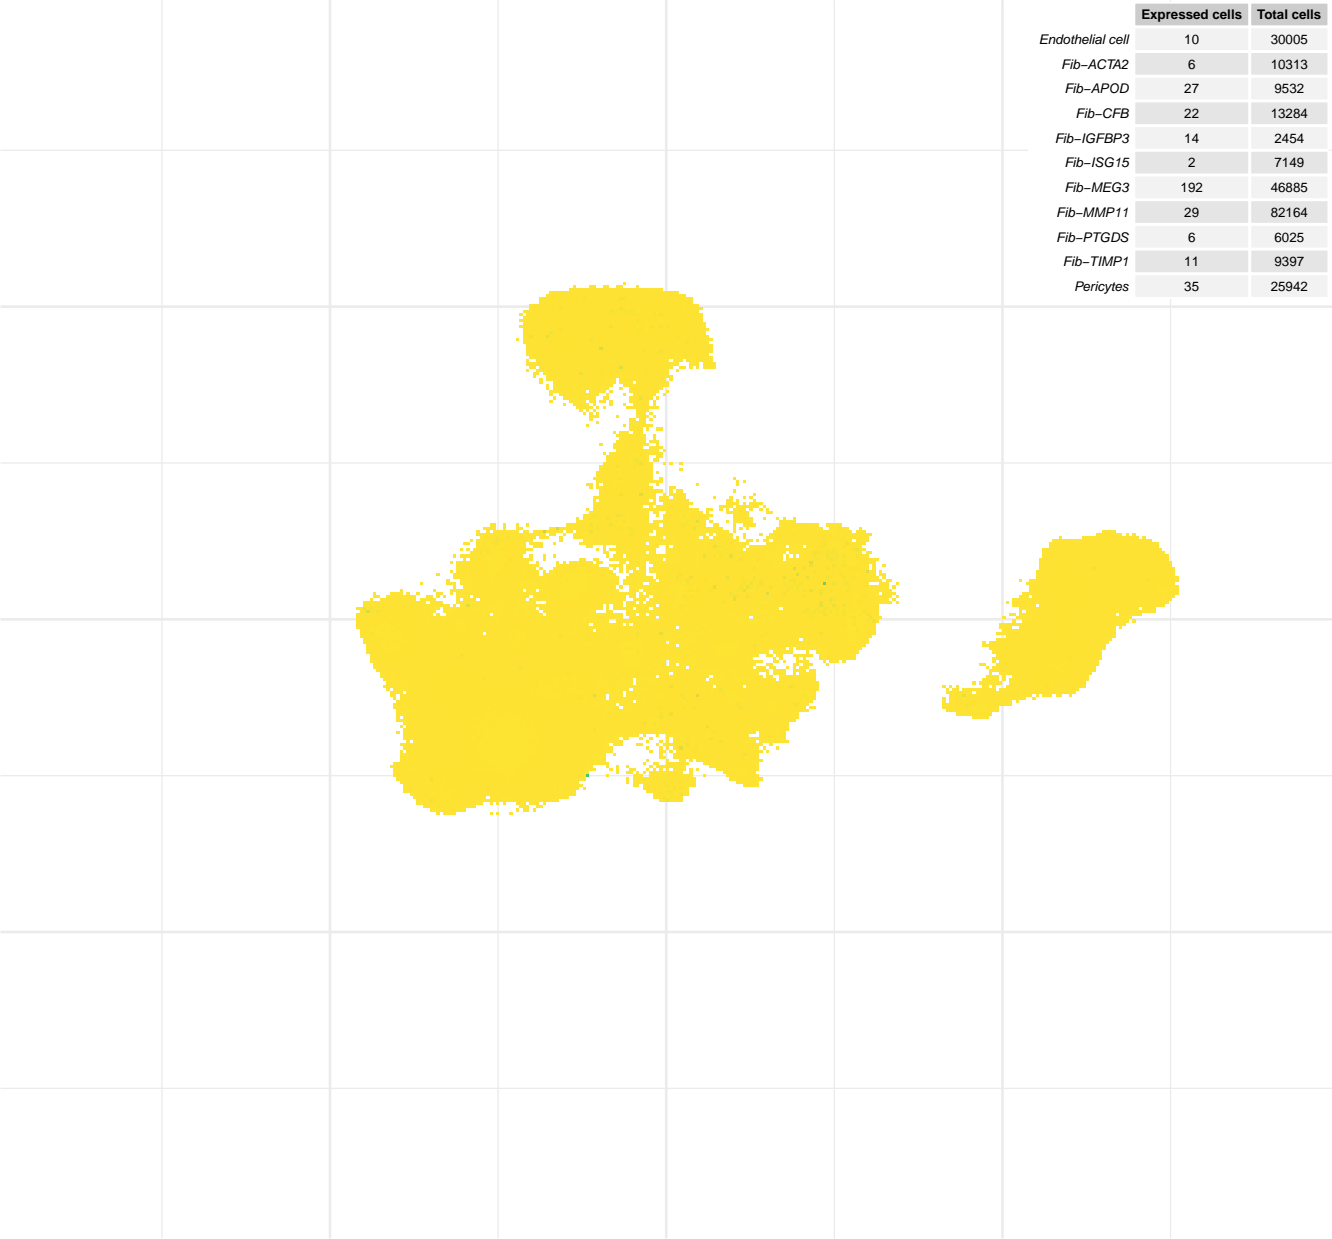 Expressed cells Total cells
Endothelial cell 10 30005
Fib−ACTA2 6 10313
Fib−APOD 27 9532
Fib−CFB 22 13284
Fib−IGFBP3 14 2454
Fib−ISG15 2 7149
Fib−MEG3 192 46885
Fib−MMP11 29 82164
Fib−PTGDS 6 6025
Fib−TIMP1 11 9397
Pericytes 35 25942